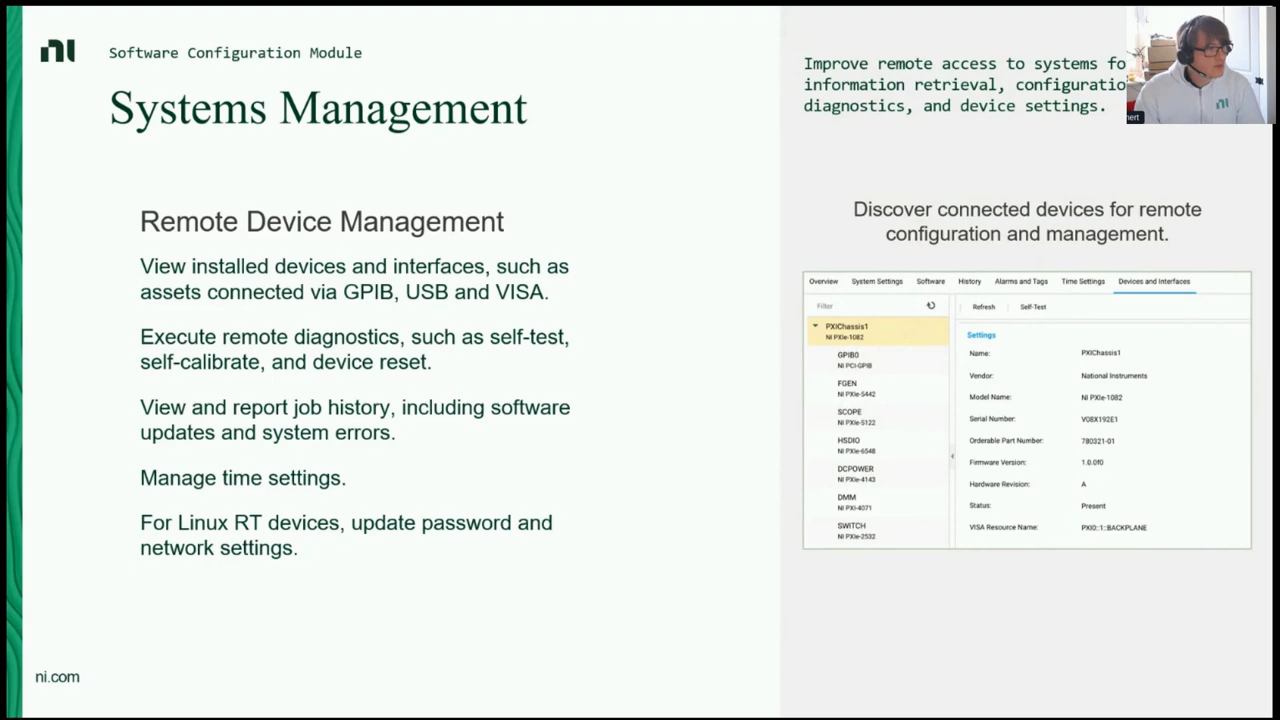 ni
Software Configuration Module
Systems Management
Remote Device Management
View installed devices and interfaces, such as
assets connected via GPIB, USB and VISA.
Execute remote diagnostics, such as self-test,
self-calibrate, and device reset.
View and report job history, including software
updates and system errors.
Manage time settings.
For Linux RT devices, update password and
network settings.
ni.com
Improve remote access to systems fo
information retrieval, configuratio
diagnostics, and device settings.
ni
Discover connected devices for remote
configuration and management.
Overview System Settings Software History Alarms and Tags Time Settings Devices and Interfaces
Filter
Refresh Self-Test
PXIChassis1
NI PXIe-1082
GPIB0
NI PCI-GPIB
FGEN
NI PXIe-5442
SCOPE
NI PXIe-5122
HSDIO
NI PXIe-6548
DCPOWER
NI PXIe-4143
DMM
NI PXI-4071
SWITCH
NI PXIe-2532
Settings
Name: PXIChassis1
Vendor: National Instruments
Model Name: NI PXIe-1082
Serial Number: V08X192E1
Orderable Part Number: 780321-01
Firmware Version: 1.0.0f0
Hardware Revision: A
Status: Present
VISA Resource Name: PXI0::1::BACKPLANE